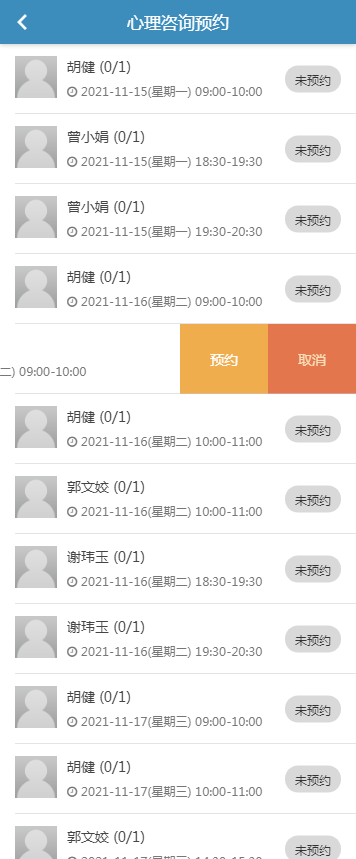 心理咨询预约
胡健 (0/1)
2021-11-15(星期一) 09:00-10:00
未预约
曾小娟 (0/1)
2021-11-15(星期一) 18:30-19:30
未预约
曾小娟 (0/1)
2021-11-15(星期一) 19:30-20:30
未预约
胡健 (0/1)
2021-11-16(星期二) 09:00-10:00
未预约
二) 09:00-10:00
预约
取消
胡健 (0/1)
2021-11-16(星期二) 10:00-11:00
未预约
郭文姣 (0/1)
2021-11-16(星期二) 10:00-11:00
未预约
谢玮玉 (0/1)
2021-11-16(星期二) 18:30-19:30
未预约
谢玮玉 (0/1)
2021-11-16(星期二) 19:30-20:30
未预约
胡健 (0/1)
2021-11-17(星期三) 09:00-10:00
未预约
胡健 (0/1)
2021-11-17(星期三) 10:00-11:00
未预约
郭文姣 (0/1)
未预约